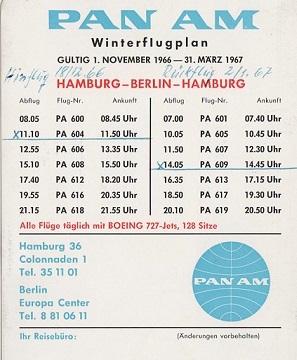 PAN AM
Winterflugplan
GÜLTIG 1. NOVEMBER 1966—31. MÄRZ 1967
Hinflug 18/12.66 Rückflug 2/1.67
HAMBURG–BERLIN–HAMBURG
Abflug Flug-Nr. Ankunft Abflug Flug-Nr. Ankunft
08.05 PA 600 08.45 Uhr 07.00 PA 601 07.40 Uhr
x 11.10 PA 604 11.50 Uhr 10.05 PA 605 10.45 Uhr
12.55 PA 606 13.35 Uhr 11.50 PA 607 12.30 Uhr
15.10 PA 608 15.50 Uhr x 14.05 PA 609 14.45 Uhr
17.40 PA 612 18.20 Uhr 16.35 PA 613 17.15 Uhr
19.55 PA 616 20.35 Uhr 18.50 PA 617 19.30 Uhr
21.15 PA 618 21.55 Uhr 20.10 PA 619 20.50 Uhr
Alle Flüge täglich mit BOEING 727-Jets, 128 Sitze
Hamburg 36
Colonnaden 1
Tel. 35 11 01
Berlin
Europa Center
Tel. 8 81 06 11
PAN AM
Ihr Reisebüro: (Änderungen vorbehalten)